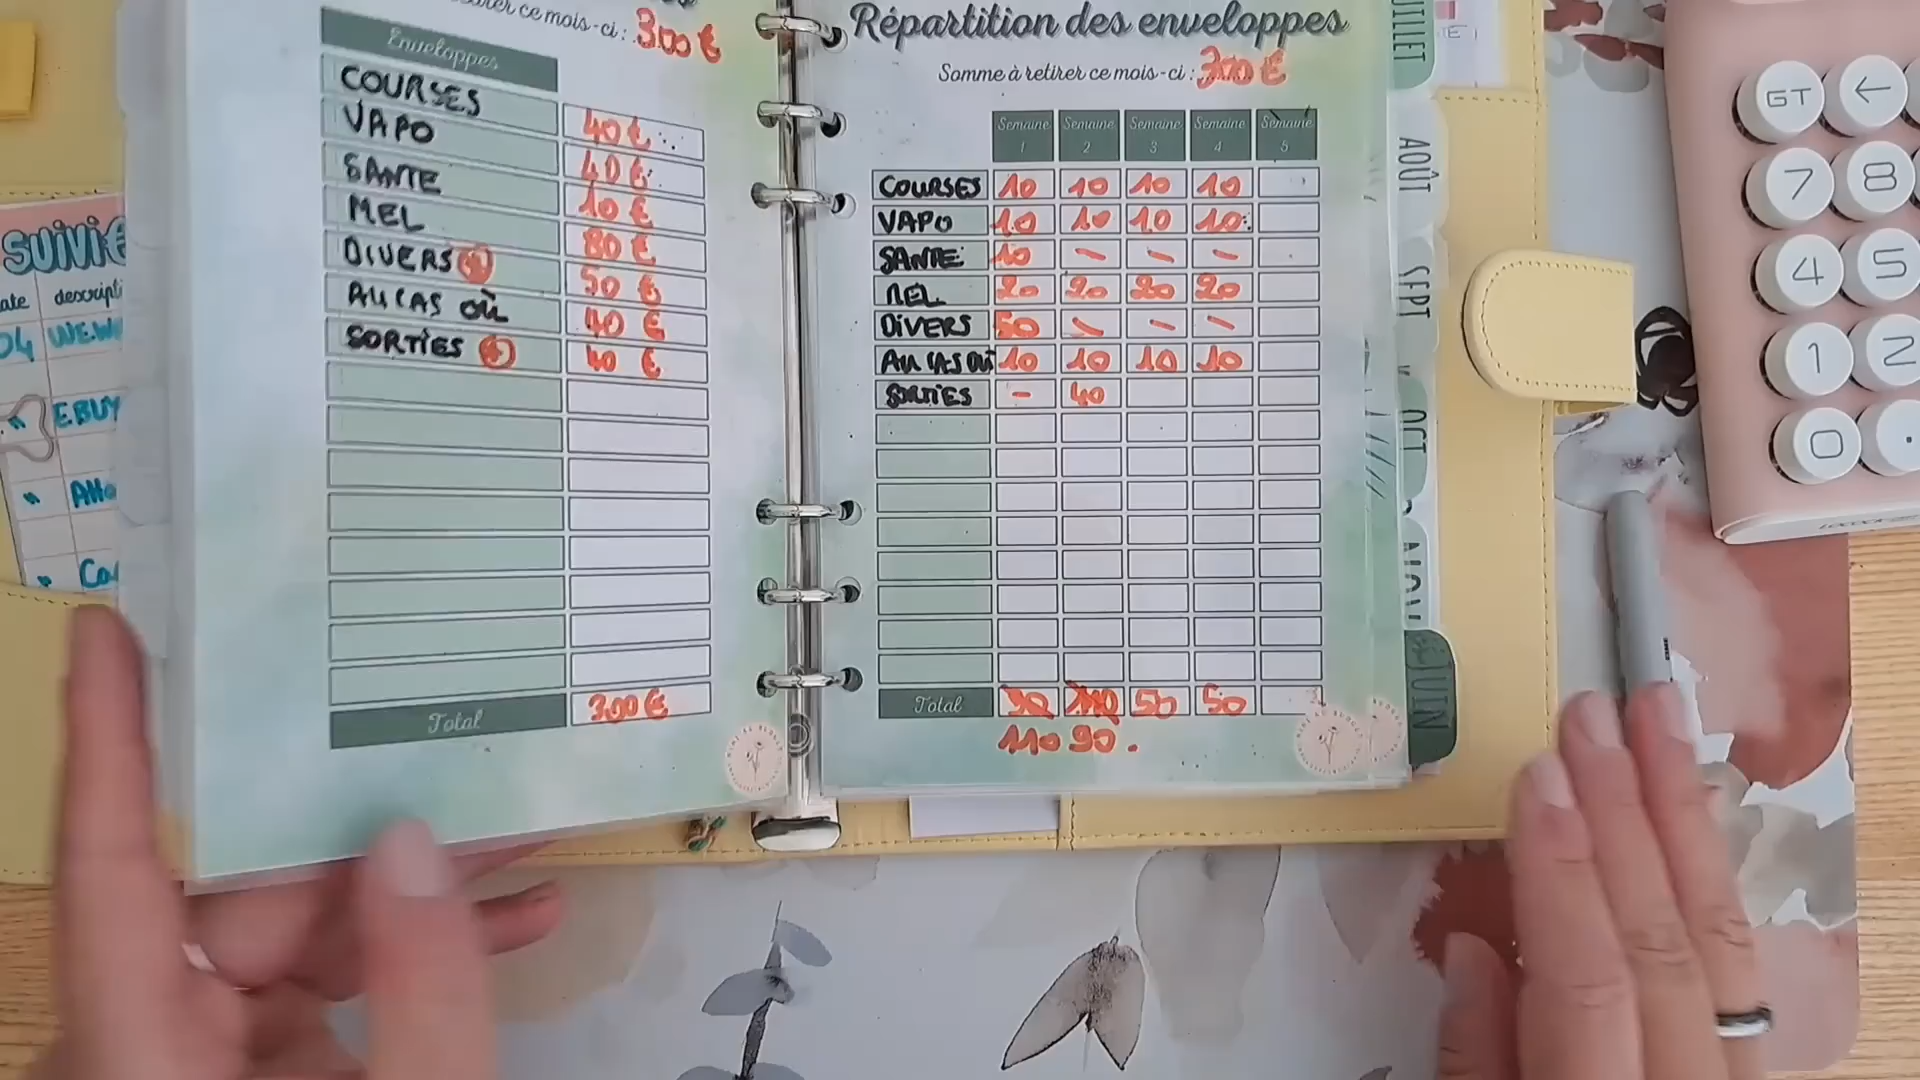 ce mois-ci : 300 €
Enveloppes
COURSES 40 €
VAPO 40 €
SANTE 10 €
MEL 80 €
DIVERS 50 €
AU CAS OÙ 40 €
SORTIES 40 €
Total 300 €
Répartition des enveloppes
Somme à retirer ce mois-ci : 300 €
Semaine 1 Semaine 2 Semaine 3 Semaine 4 Semaine 5
COURSES 10 10 10 10
VAPO 10 10 10 10
SANTE 10 - - -
MEL 20 20 20 20
DIVERS 50 - - -
AU CAS OÙ 10 10 10 10
SORTIES - 40
Total 50 50
110 90.
SUIVI
descripti
04
EBUY
AOÛT
SEPT
OCT
JUIN
GT ←
7 8
4 5
1 2
0 .